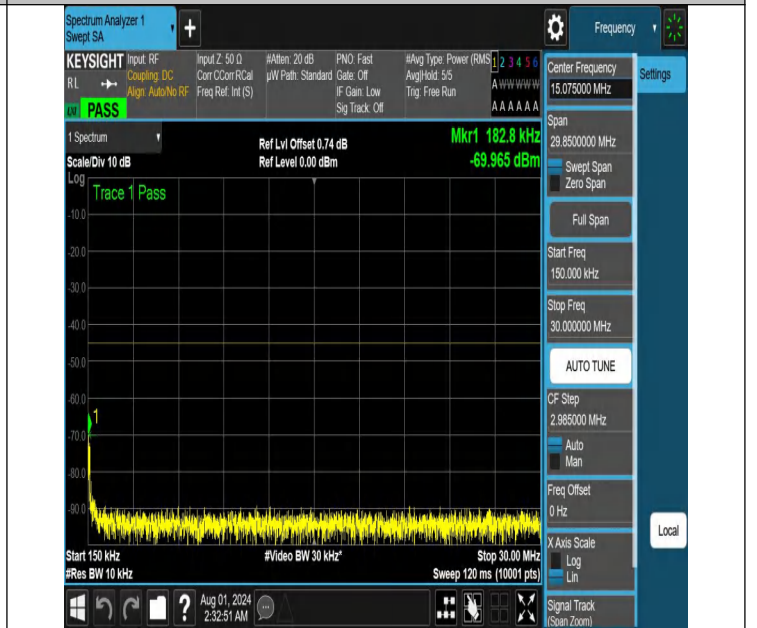 Spectrum Analyzer 1
Swept SA
+
Frequency
KEYSIGHT
RL
PASS
Input: RF
Coupling: DC
Align: Auto/No RF
Input Z: 50 Ω
Corr CCorr RCal
Freq Ref: Int (S)
#Atten: 20 dB
µW Path: Standard
PNO: Fast
Gate: Off
IF Gain: Low
Sig Track: Off
#Avg Type: Power (RMS
Avg|Hold: 5/5
Trig: Free Run
1 2 3 4 5 6
A W W W W W
A A A A A A
1 Spectrum
Scale/Div 10 dB
Ref Lvl Offset 0.74 dB
Ref Level 0.00 dBm
Mkr1 182.8 kHz
-69.965 dBm
Log
Trace 1 Pass
-10.0
-20.0
-30.0
-40.0
-50.0
-60.0
-70.0
-80.0
-90.0
1
Start 150 kHz
#Res BW 10 kHz
#Video BW 30 kHz*
Stop 30.00 MHz
Sweep 120 ms (10001 pts)
Center Frequency
15.075000 MHz
Span
29.8500000 MHz
Swept Span
Zero Span
Full Span
Start Freq
150.000 kHz
Stop Freq
30.000000 MHz
AUTO TUNE
CF Step
2.985000 MHz
Auto
Man
Freq Offset
0 Hz
X Axis Scale
Log
Lin
Signal Track
(Span Zoom)
Settings
Local
?
Aug 01, 2024
2:32:51 AM